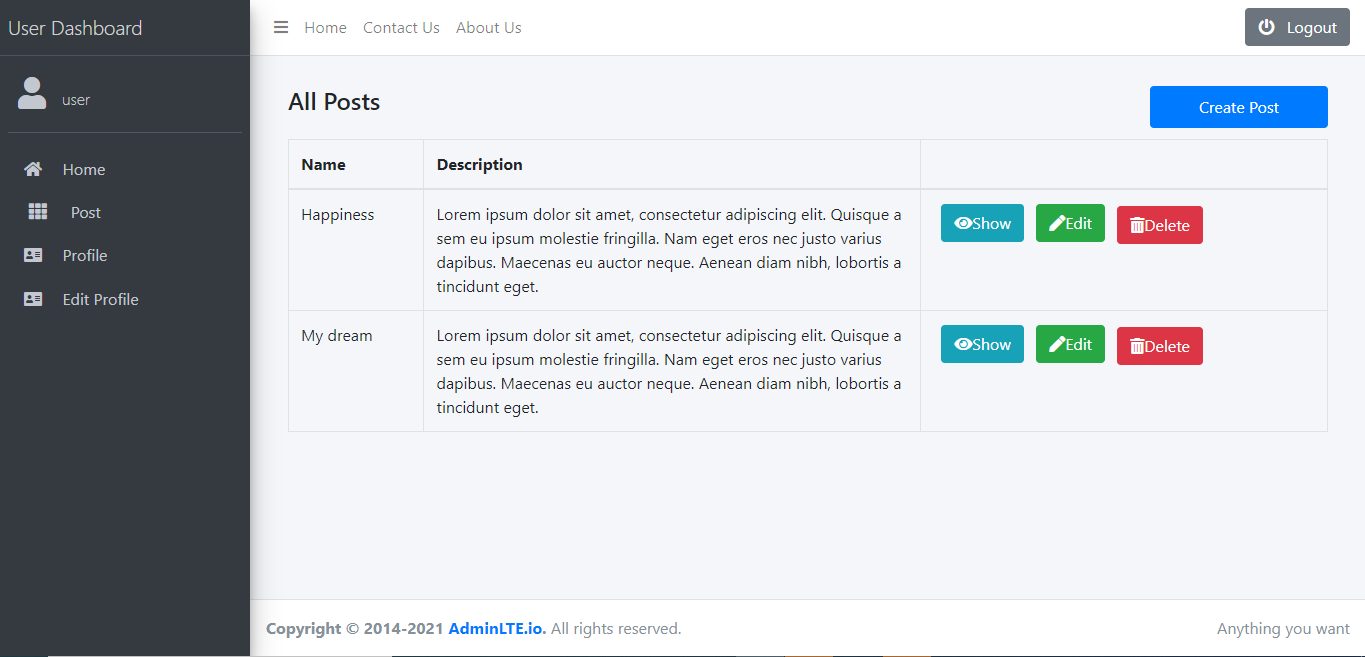 User Dashboard
Home Contact Us About Us
Logout
user
Home
Post
Profile
Edit Profile
All Posts
Create Post
Name Description
Happiness
Lorem ipsum dolor sit amet, consectetur adipiscing elit. Quisque a
sem eu ipsum molestie fringilla. Nam eget eros nec justo varius
dapibus. Maecenas eu auctor neque. Aenean diam nibh, lobortis a
tincidunt eget.
Show Edit Delete
My dream
Lorem ipsum dolor sit amet, consectetur adipiscing elit. Quisque a
sem eu ipsum molestie fringilla. Nam eget eros nec justo varius
dapibus. Maecenas eu auctor neque. Aenean diam nibh, lobortis a
tincidunt eget.
Show Edit Delete
Copyright © 2014-2021 AdminLTE.io. All rights reserved.
Anything you want